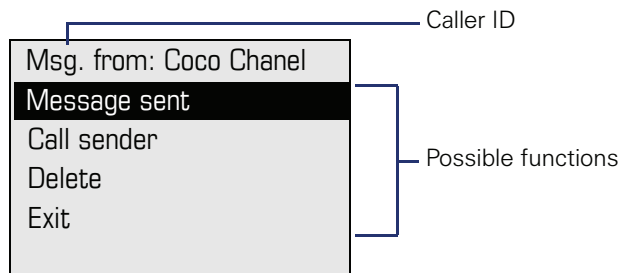 Caller ID
Msg. from: Coco Chanel
Message sent
Call sender
Delete
Exit
Possible functions